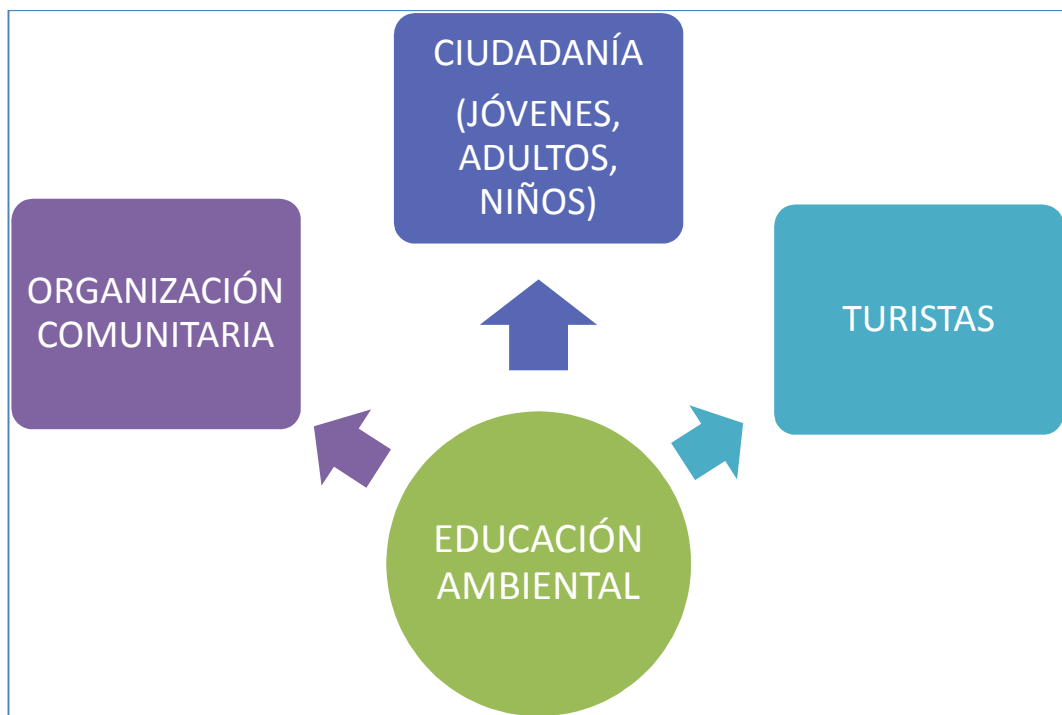 CIUDADANÍA
(JÓVENES,
ADULTOS,
NIÑOS)
ORGANIZACIÓN
COMUNITARIA
TURISTAS
EDUCACIÓN
AMBIENTAL